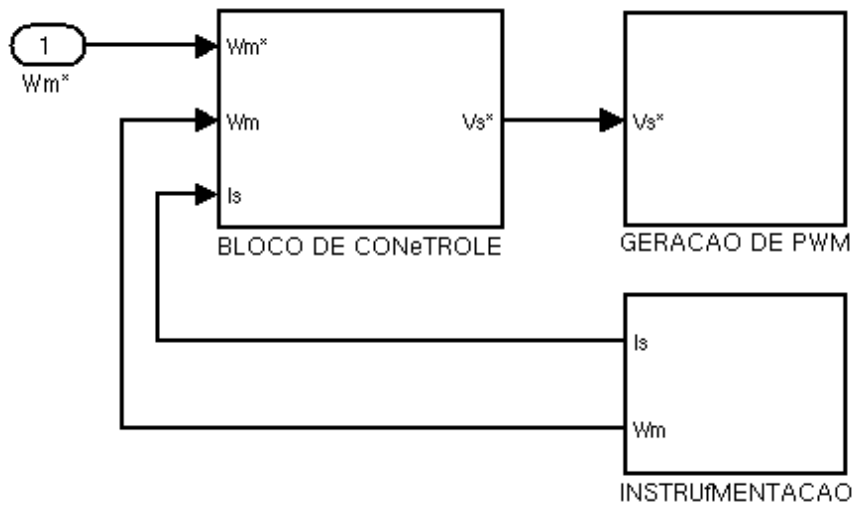 1
Wm*
Wm*
Wm
Is
Vs*
BLOCO DE CONeTROLE
Vs*
GERACAO DE PWM
Is
Wm
INSTRUfMENTACAO